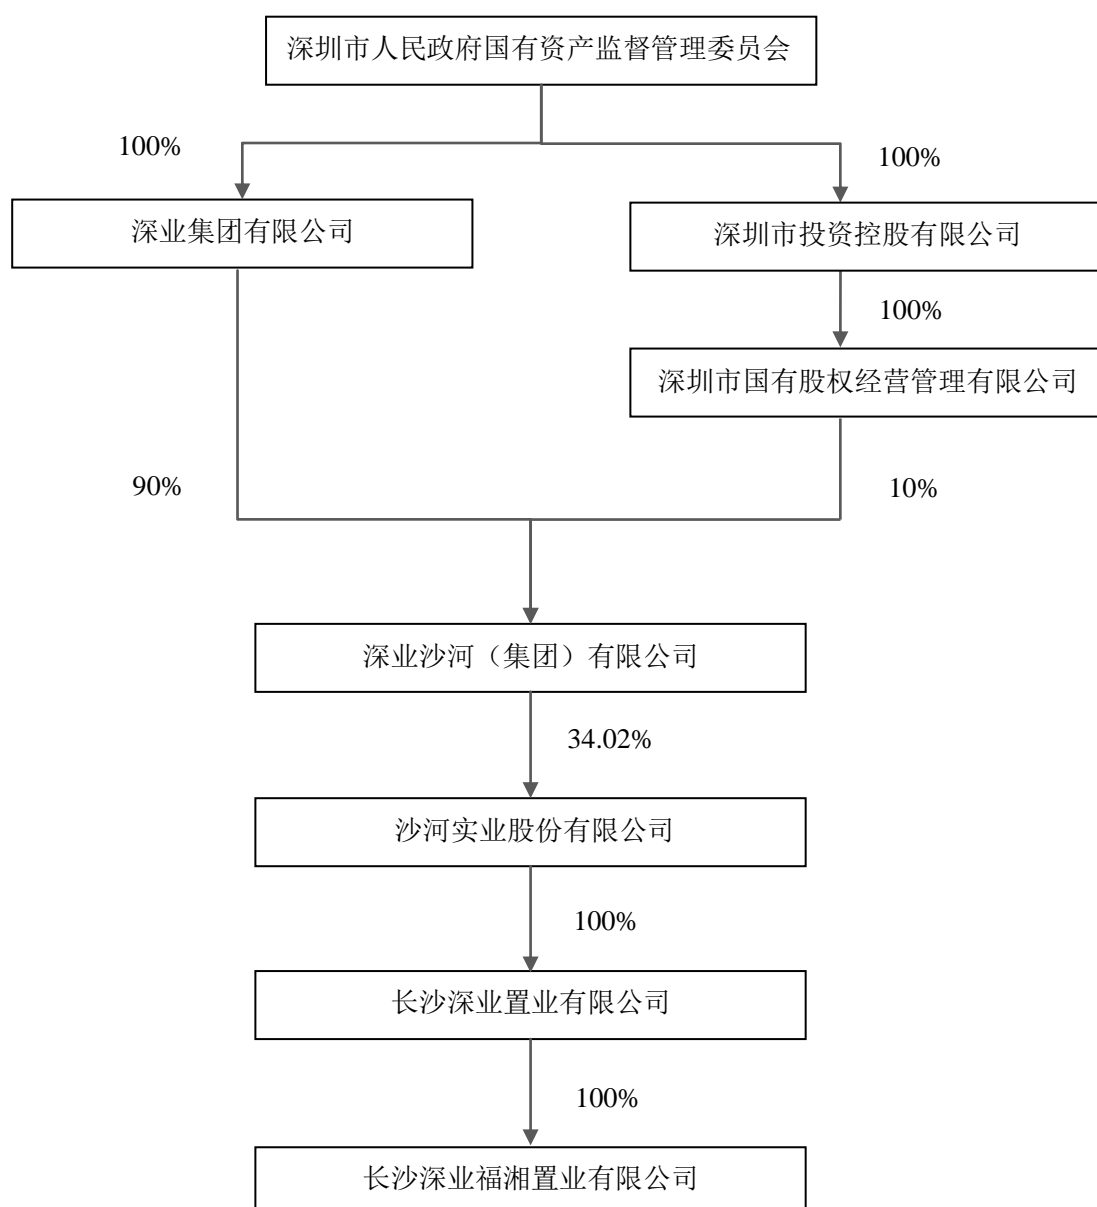 深圳市人民政府国有资产监督管理委员会
100%
100%
深业集团有限公司
深圳市投资控股有限公司
100%
深圳市国有股权经营管理有限公司
90%
10%
深业沙河（集团）有限公司
34.02%
沙河实业股份有限公司
100%
长沙深业置业有限公司
100%
长沙深业福湘置业有限公司